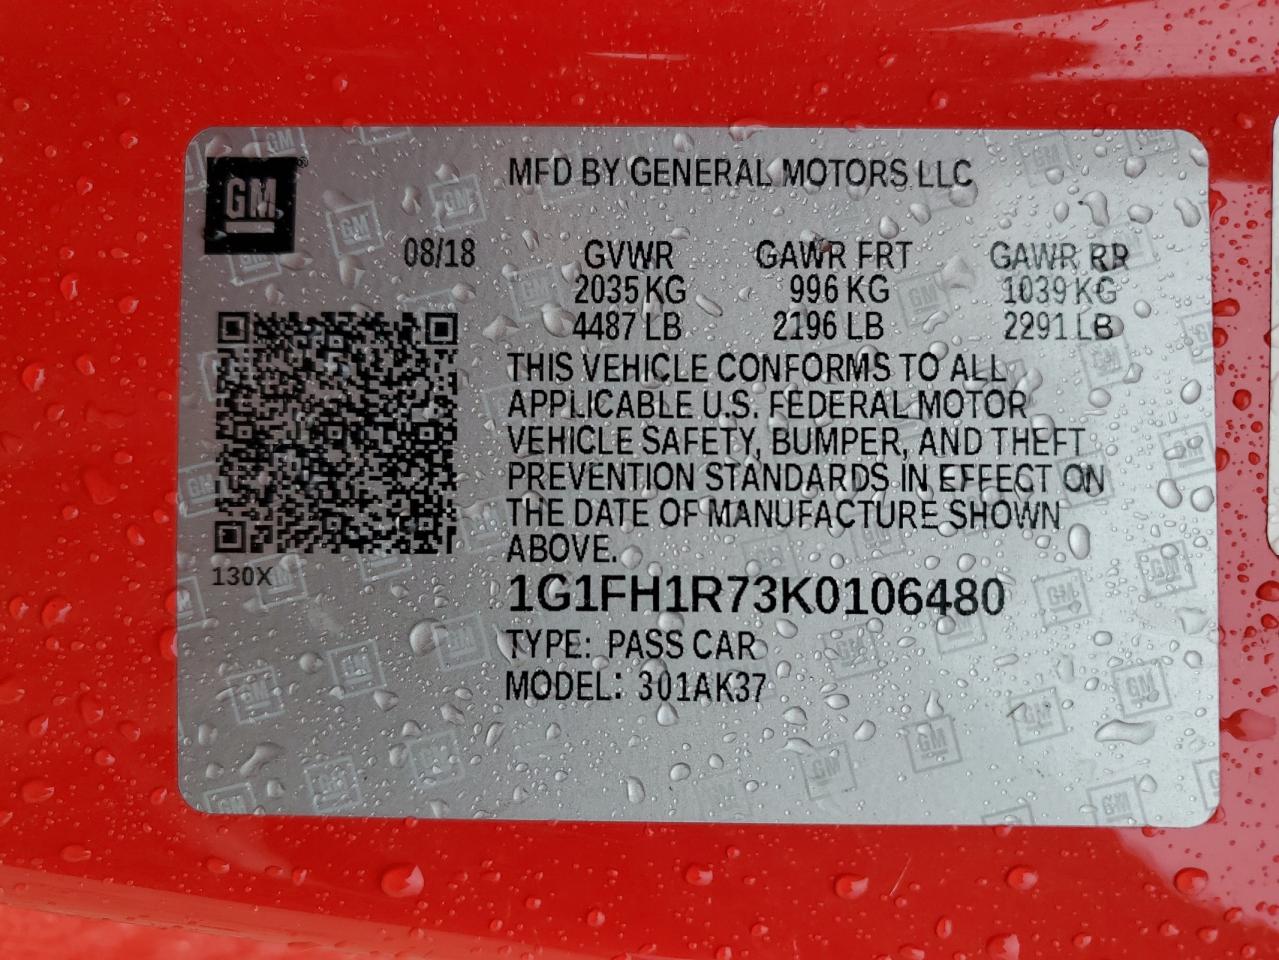 GM
MFD BY GENERAL MOTORS LLC
08/18 GVWR GAWR FRT GAWR RR
2035 KG 996 KG 1039 KG
4487 LB 2196 LB 2291 LB
THIS VEHICLE CONFORMS TO ALL
APPLICABLE U.S. FEDERAL MOTOR
VEHICLE SAFETY, BUMPER, AND THEFT
PREVENTION STANDARDS IN EFFECT ON
THE DATE OF MANUFACTURE SHOWN
ABOVE.
130X
1G1FH1R73K0106480
TYPE: PASS CAR
MODEL: 301AK37